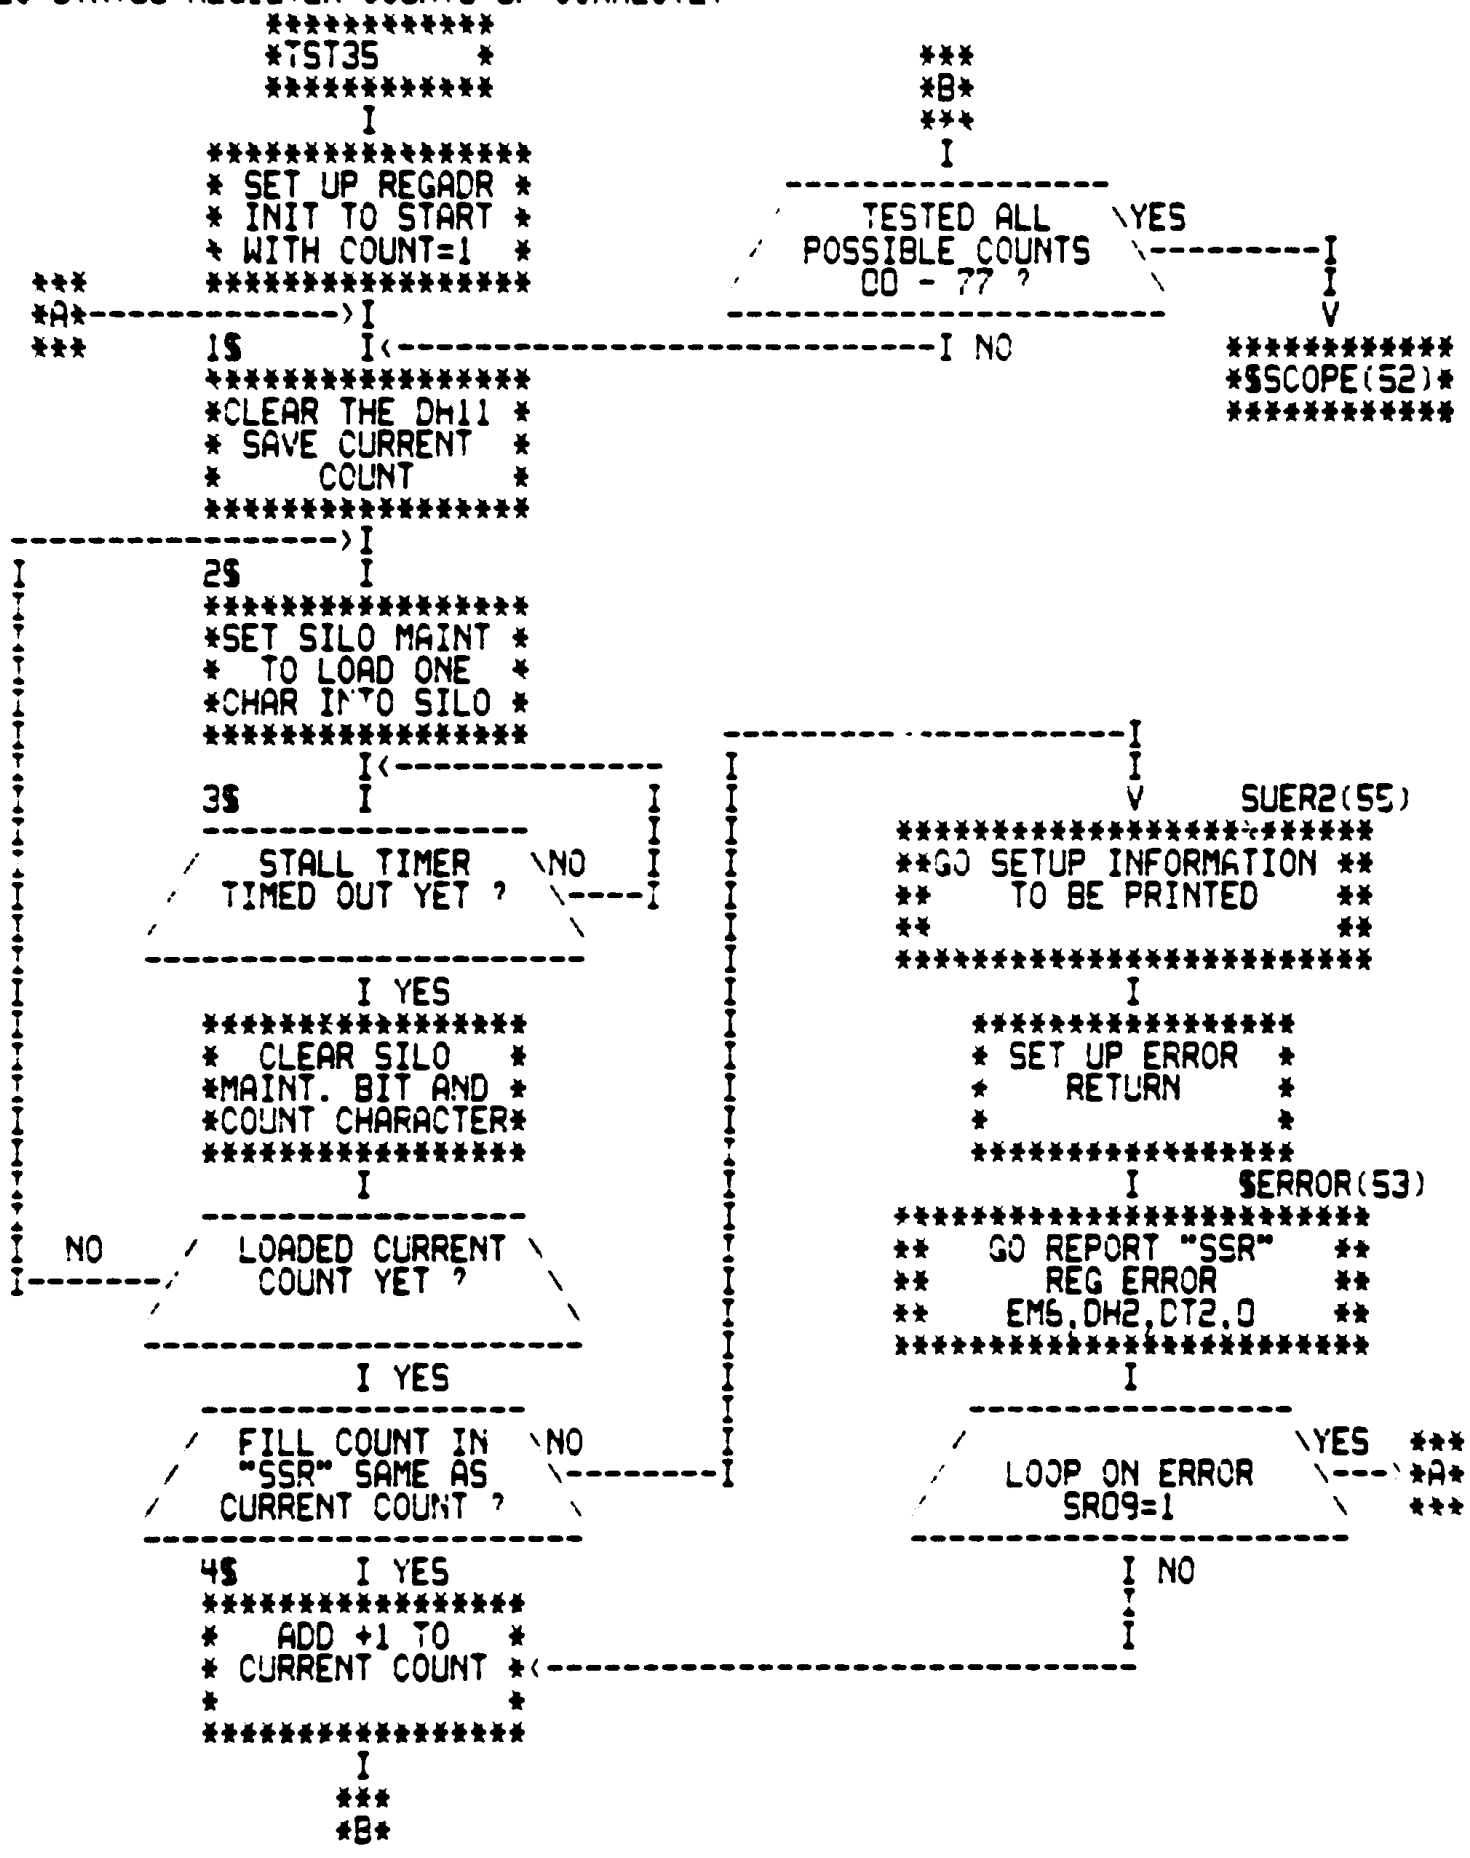 TST35
SET UP REGADR
INIT TO START
WITH COUNT=1
A
1$
CLEAR THE DH11
SAVE CURRENT
COUNT
2$
SET SILO MAINT
TO LOAD ONE
CHAR INTO SILO
3$
STALL TIMER
TIMED OUT YET ?
NO
YES
CLEAR SILO
MAINT. BIT AND
COUNT CHARACTER
NO
LOADED CURRENT
COUNT YET ?
YES
FILL COUNT IN
"SSR" SAME AS
CURRENT COUNT ?
NO
4$
YES
ADD +1 TO
CURRENT COUNT
B
B
TESTED ALL
POSSIBLE COUNTS
00 - 77 ?
YES
NO
$SCOPE(52)
SUER2(55)
GO SETUP INFORMATION
TO BE PRINTED
SET UP ERROR
RETURN
$ERROR(53)
GO REPORT "SSR"
REG ERROR
EM6,DH2,DT2,0
LOOP ON ERROR
SR09=1
YES
A
NO